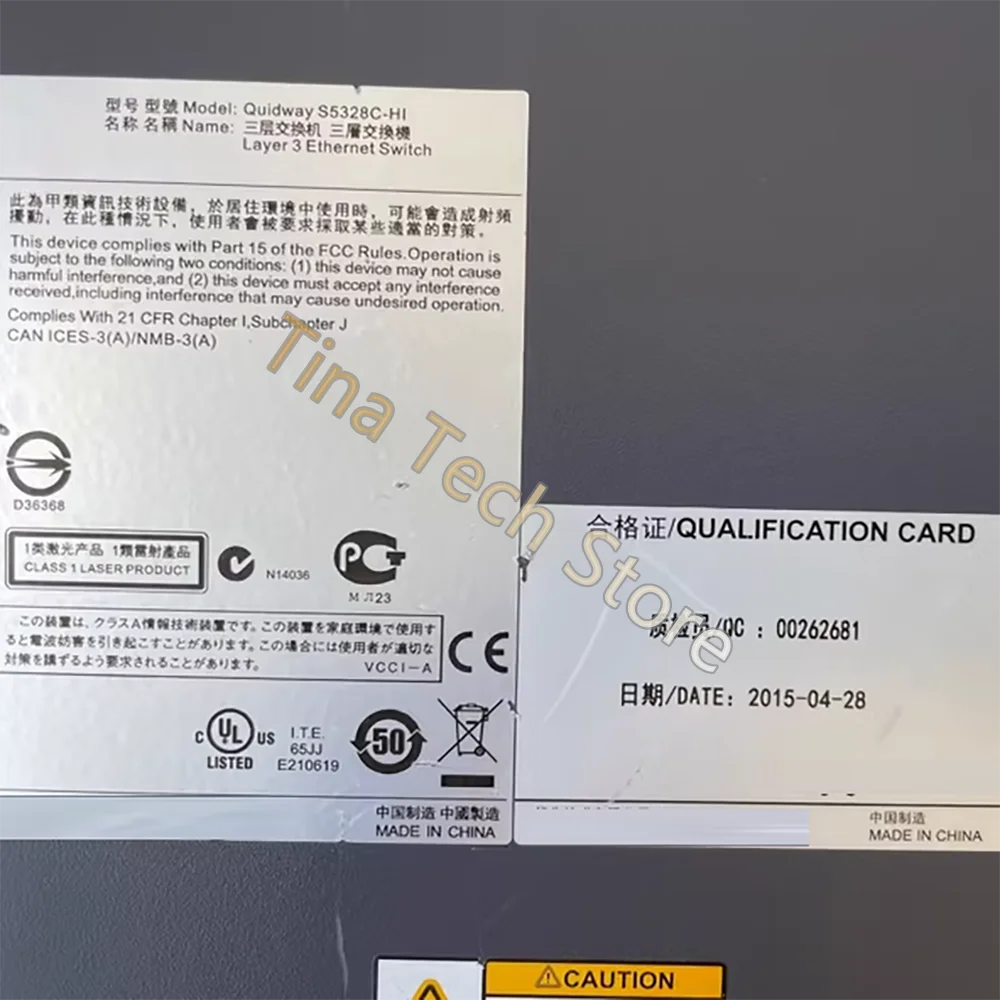 型号 型號 Model: Quidway S5328C-HI
名称 名稱 Name: 三层交换机 三層交換機
Layer 3 Ethernet Switch
此為甲類資訊技術設備，於居住環境中使用時，可能會造成射頻
擾動，在此種情況下，使用者會被要求採取某些適當的對策。
This device complies with Part 15 of the FCC Rules.Operation is
subject to the following two conditions: (1) this device may not cause
harmful interference,and (2) this device must accept any interference
received,including interference that may cause undesired operation.
Complies With 21 CFR Chapter I,Subchapter J
CAN ICES-3(A)/NMB-3(A)
D36368
1类激光产品 1類雷射產品
CLASS 1 LASER PRODUCT
N14036
РСТ
МЛ23
この装置は、クラスA情報技術装置です。この装置を家庭環境で使用す
ると電波妨害を引き起こすことがあります。この場合には使用者が適切な
対策を講ずるよう要求されることがあります。
VCCI-A
CE
C UL US
LISTED
I.T.E.
65JJ
E210619
50
中国制造 中國製造
MADE IN CHINA
合格证/QUALIFICATION CARD
质检员/QC : 00262681
日期/DATE: 2015-04-28
中国制造
MADE IN CHINA
CAUTION
Tina Tech Store